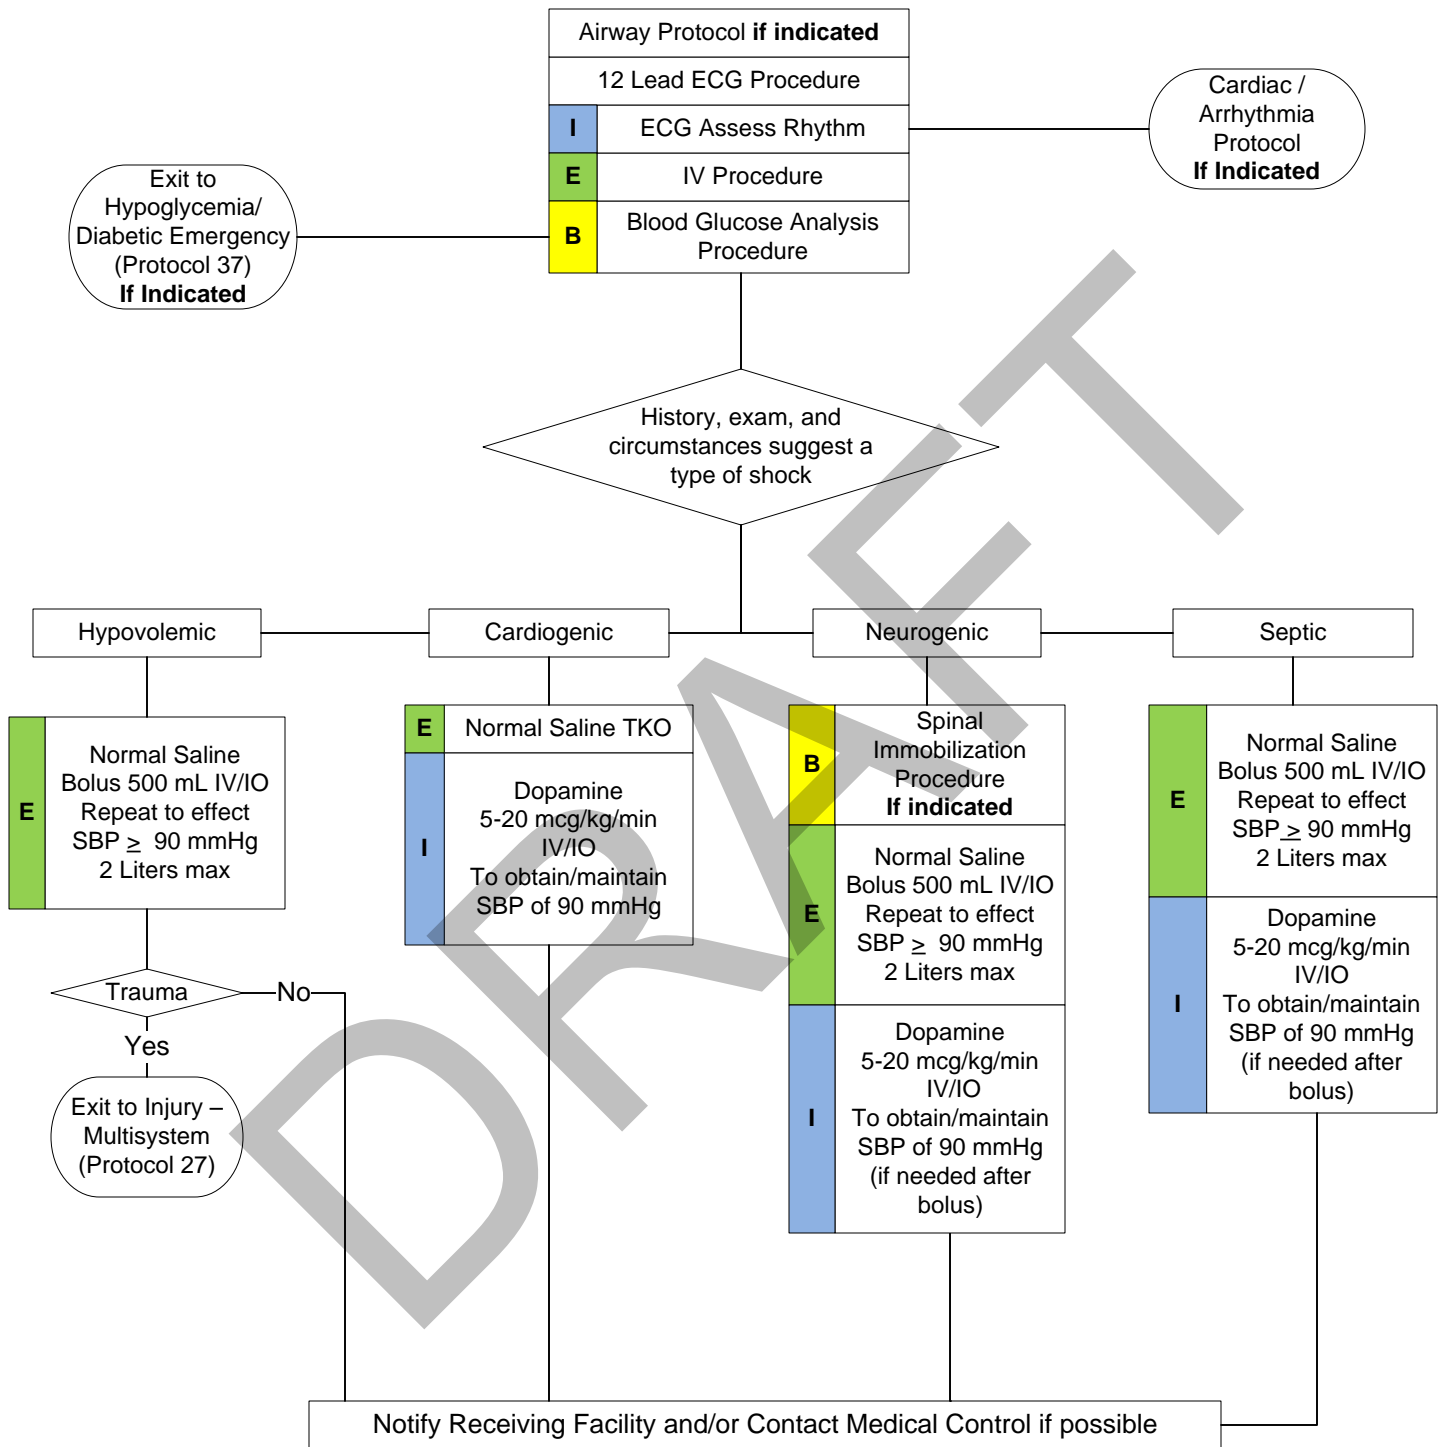 Airway Protocol if indicated
12 Lead ECG Procedure
I ECG Assess Rhythm
E IV Procedure
B Blood Glucose Analysis
Procedure
Cardiac /
Arrhythmia
Protocol
If Indicated
Exit to
Hypoglycemia/
Diabetic Emergency
(Protocol 37)
If Indicated
History, exam, and
circumstances suggest a
type of shock
Hypovolemic
Cardiogenic
Neurogenic
Septic
E
Normal Saline
Bolus 500 mL IV/IO
Repeat to effect
SBP ≥ 90 mmHg
2 Liters max
Trauma
No
Yes
Exit to Injury –
Multisystem
(Protocol 27)
E Normal Saline TKO
I
Dopamine
5-20 mcg/kg/min
IV/IO
To obtain/maintain
SBP of 90 mmHg
B
Spinal
Immobilization
Procedure
If indicated
E
Normal Saline
Bolus 500 mL IV/IO
Repeat to effect
SBP ≥ 90 mmHg
2 Liters max
I
Dopamine
5-20 mcg/kg/min
IV/IO
To obtain/maintain
SBP of 90 mmHg
(if needed after
bolus)
E
Normal Saline
Bolus 500 mL IV/IO
Repeat to effect
SBP ≥ 90 mmHg
2 Liters max
I
Dopamine
5-20 mcg/kg/min
IV/IO
To obtain/maintain
SBP of 90 mmHg
(if needed after
bolus)
Notify Receiving Facility and/or Contact Medical Control if possible
DRAFT